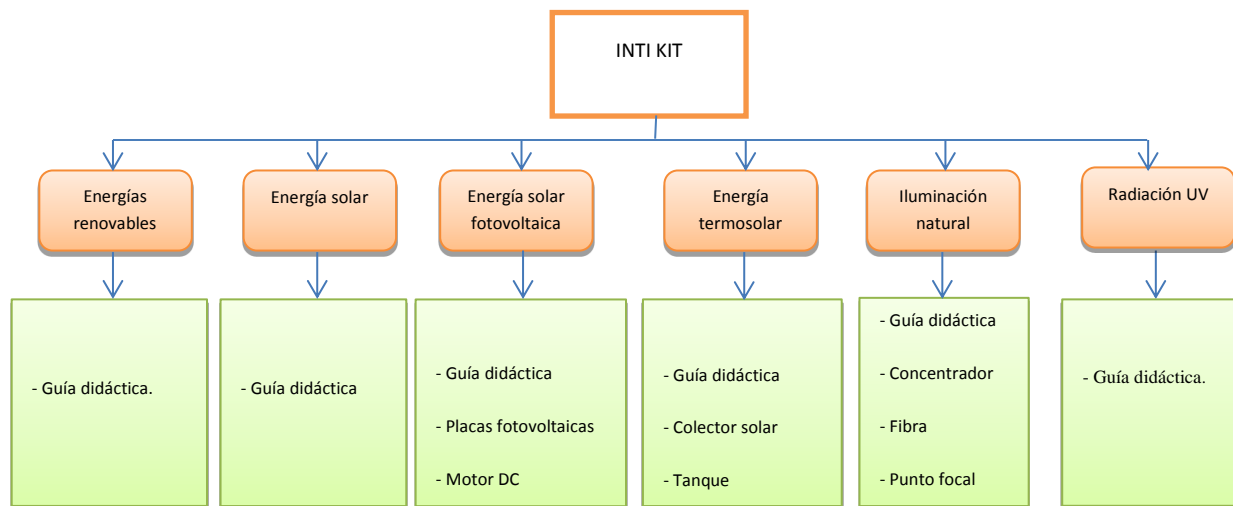 INTI KIT
Energías
renovables
Energía solar
Energía solar
fotovoltaica
Energía
termosolar
Iluminación
natural
Radiación UV
- Guía didáctica.
- Guía didáctica
- Guía didáctica
- Placas fotovoltaicas
- Motor DC
- Guía didáctica
- Colector solar
- Tanque
- Guía didáctica
- Concentrador
- Fibra
- Punto focal
- Guía didáctica.